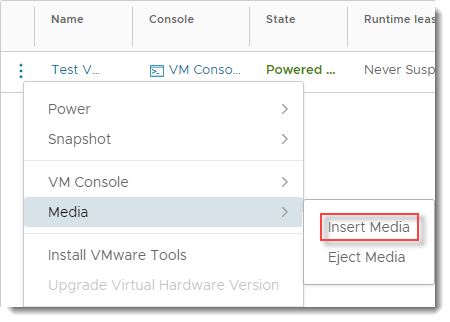 Name Console State Runtime leas
Test V... VM Conso... Powered ... Never Susp
Power
Snapshot
VM Console
Media
Insert Media
Install VMware Tools
Eject Media
Upgrade Virtual Hardware Version